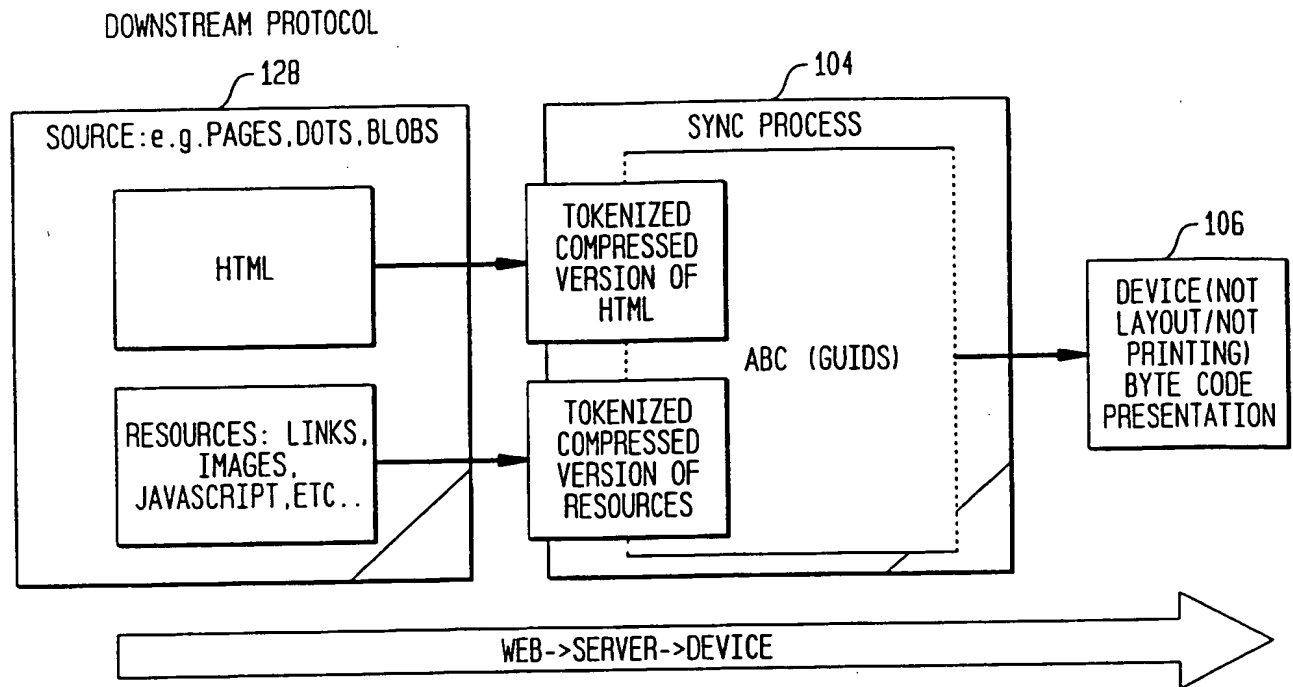 DOWNSTREAM PROTOCOL
128
SOURCE:e.g.PAGES,DOTS,BLOBS
HTML
RESOURCES: LINKS,
IMAGES,
JAVASCRIPT,ETC..
104
SYNC PROCESS
TOKENIZED
COMPRESSED
VERSION OF
HTML
ABC (GUIDS)
TOKENIZED
COMPRESSED
VERSION OF
RESOURCES
106
DEVICE(NOT
LAYOUT/NOT
PRINTING)
BYTE CODE
PRESENTATION
WEB->SERVER->DEVICE